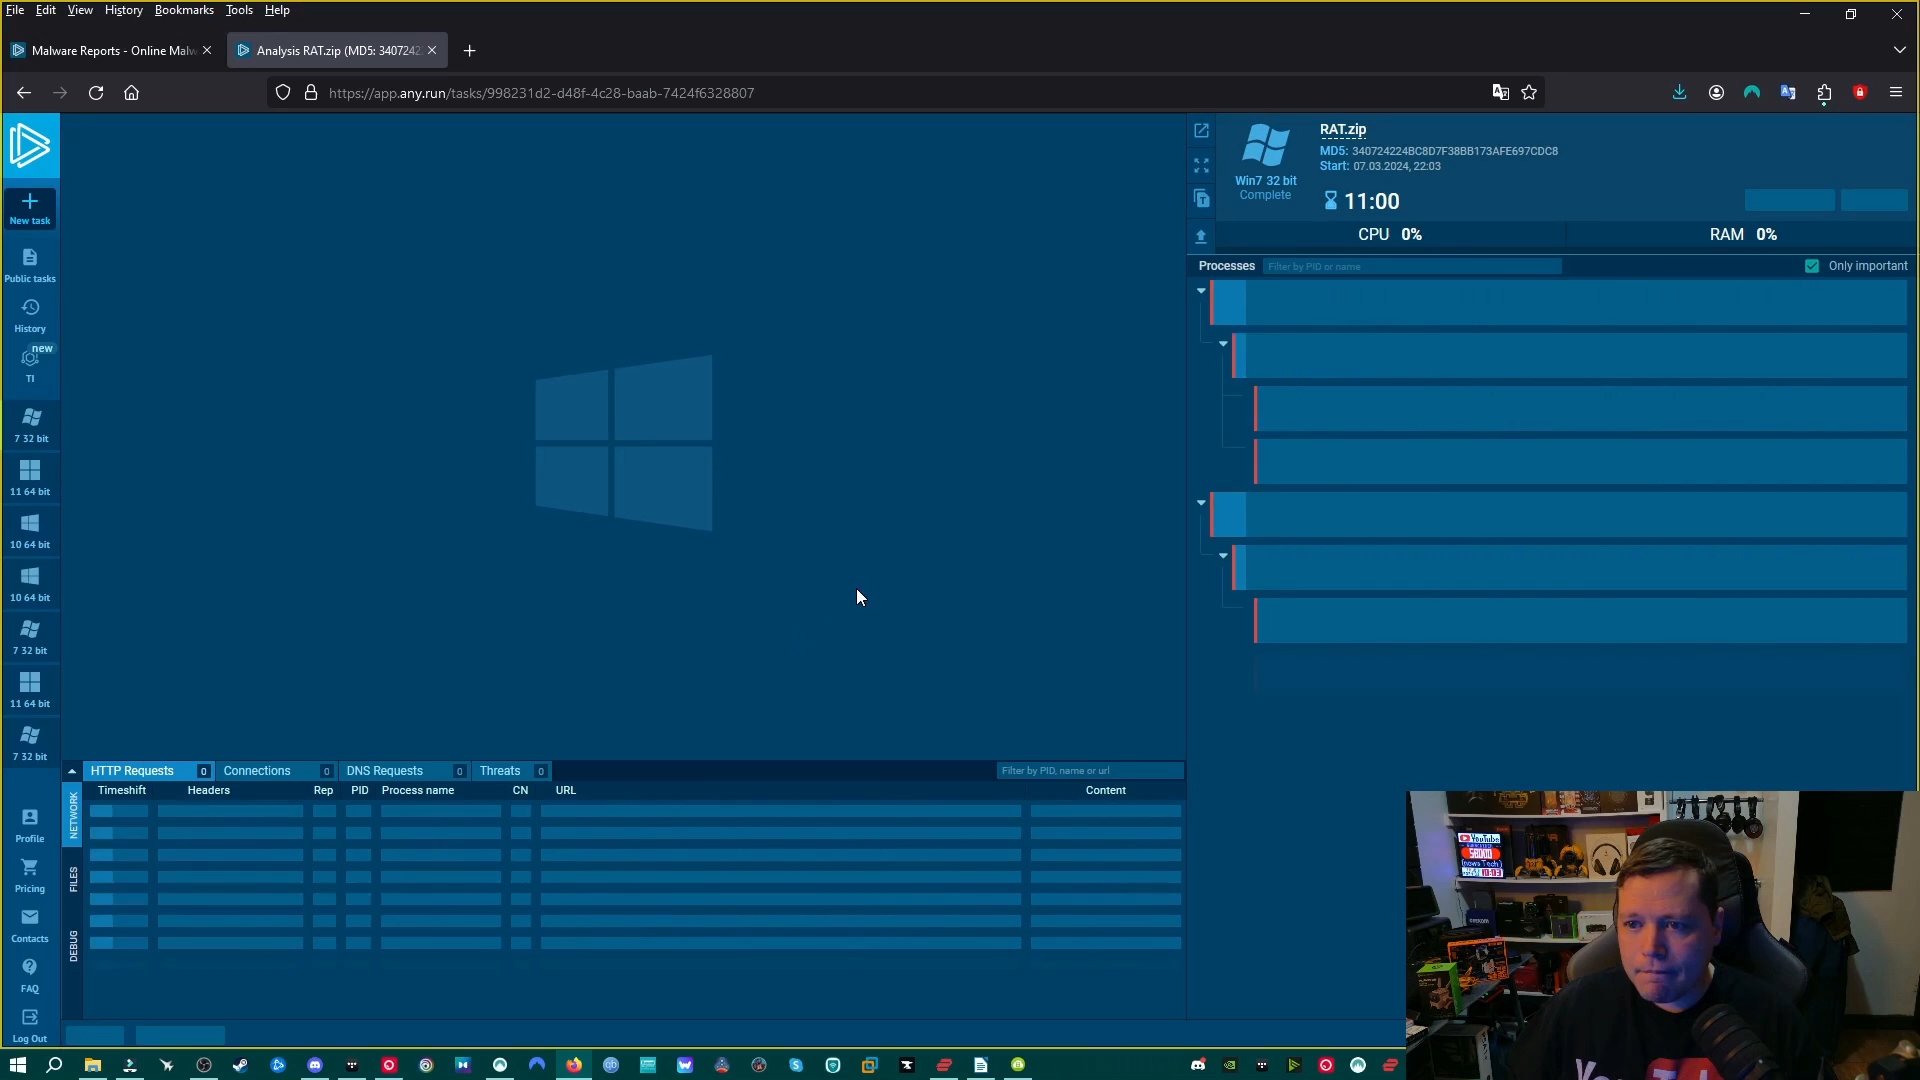 File Edit View History Bookmarks Tools Help
Malware Reports - Online Malw
Analysis RAT.zip (MD5: 3407242
https://app.any.run/tasks/998231d2-d48f-4c28-baab-7424f6328807
New task
Public tasks
History
new
TI
7 32 bit
11 64 bit
10 64 bit
10 64 bit
7 32 bit
11 64 bit
7 32 bit
Profile
Pricing
Contacts
FAQ
Log Out
Win7 32 bit
Complete
RAT.zip
MD5: 340724224BC8D7F38BB173AFE697CDC8
Start: 07.03.2024, 22:03
11:00
CPU 0%
RAM 0%
Processes
Filter by PID or name
Only important
HTTP Requests 0
Connections 0
DNS Requests 0
Threats 0
Filter by PID, name or url
Timeshift Headers Rep PID Process name CN URL Content
NETWORK
FILES
DEBUG
YouTube